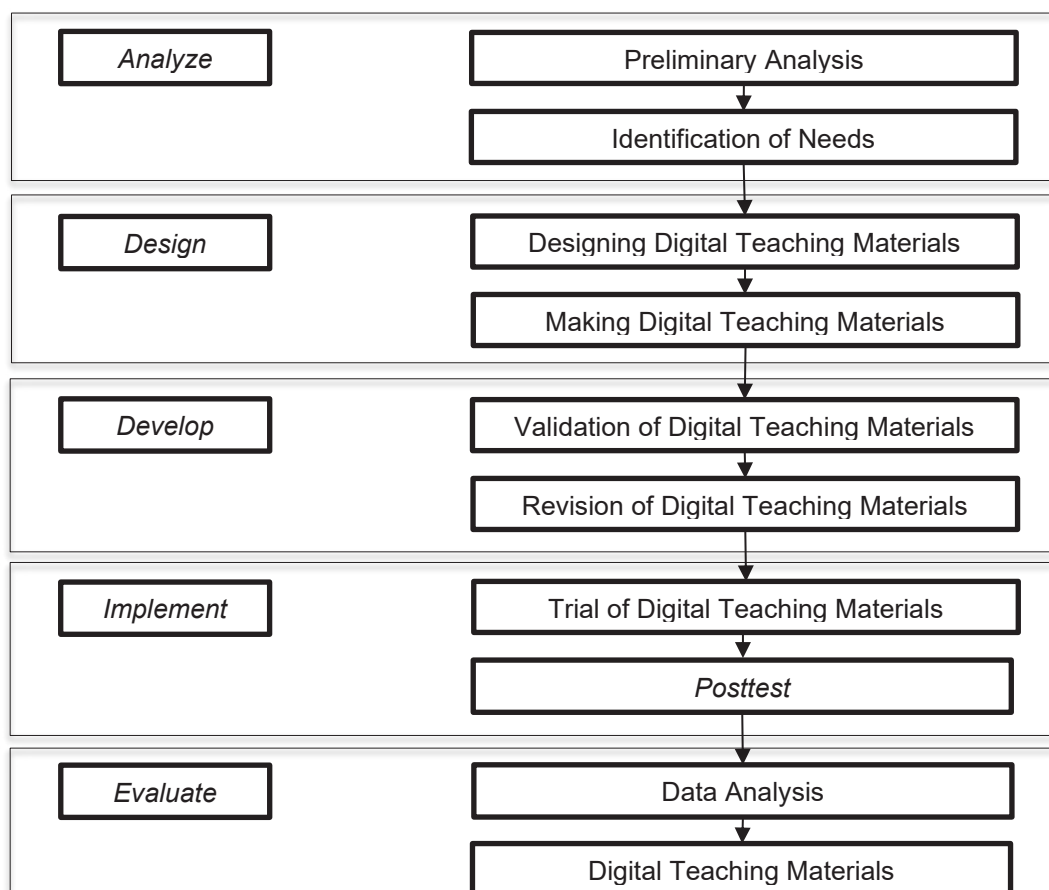 Analyze
Preliminary Analysis
Identification of Needs
Design
Designing Digital Teaching Materials
Making Digital Teaching Materials
Develop
Validation of Digital Teaching Materials
Revision of Digital Teaching Materials
Implement
Trial of Digital Teaching Materials
Posttest
Evaluate
Data Analysis
Digital Teaching Materials